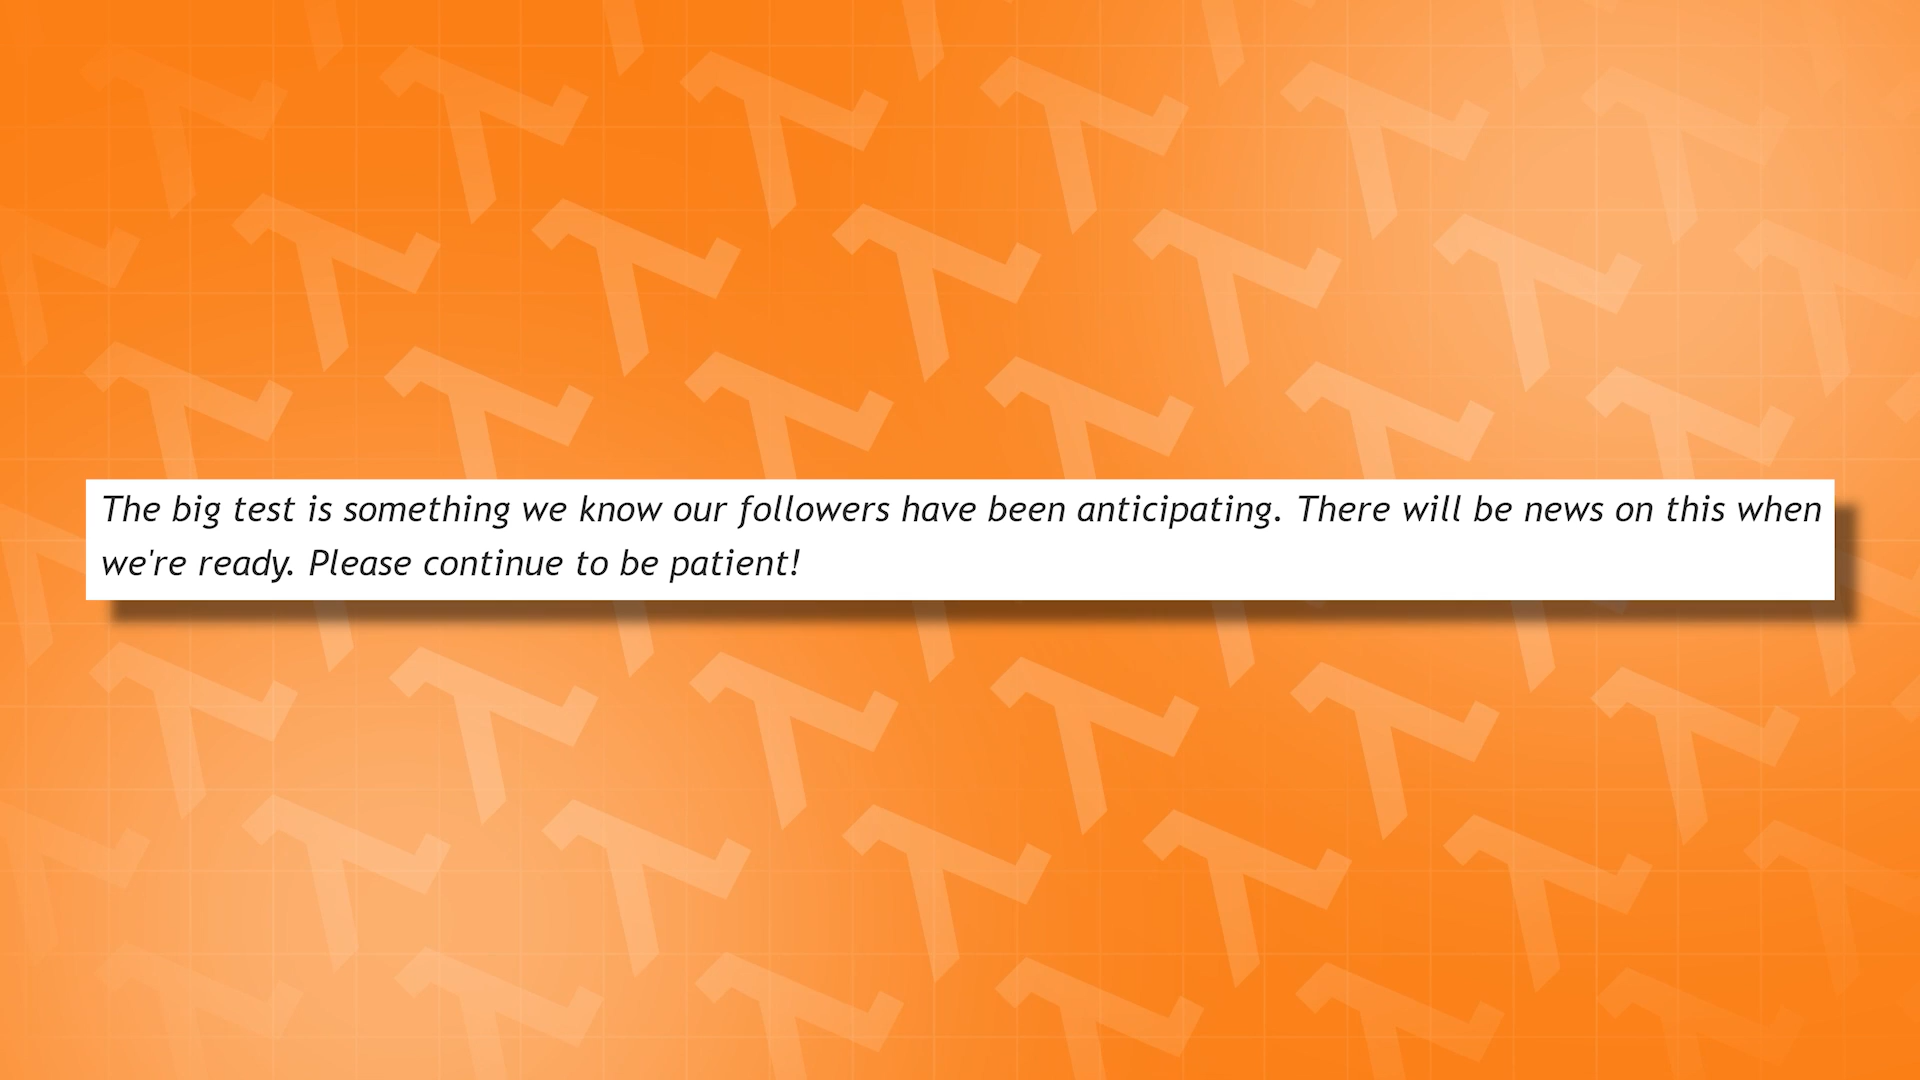 The big test is something we know our followers have been anticipating. There will be news on this when
we're ready. Please continue to be patient!